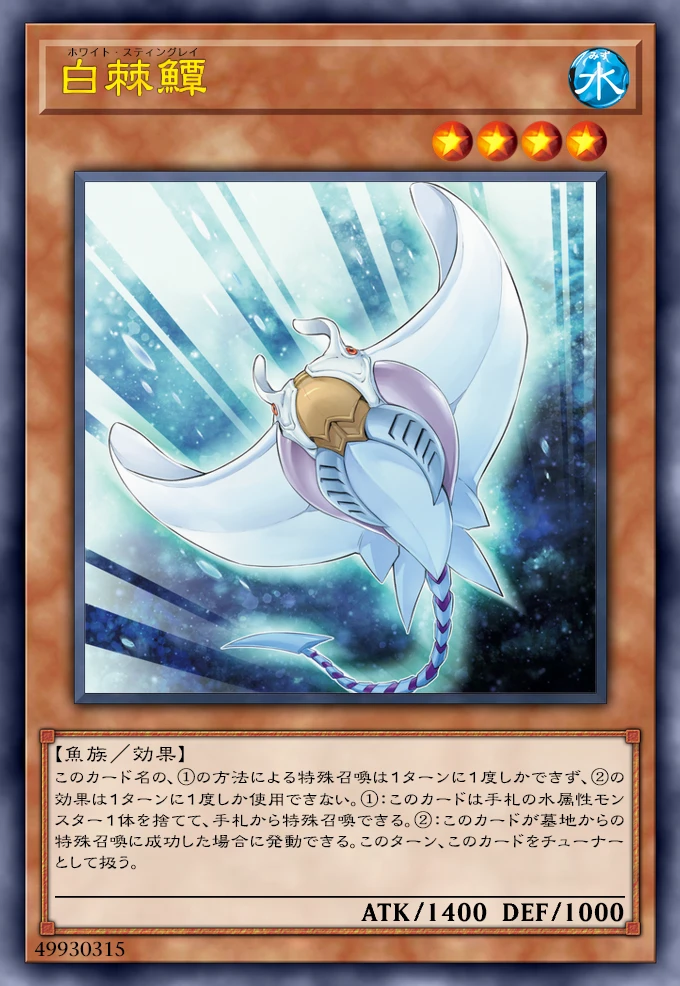 ホワイト・スティングレイ
白棘鱏
みず
水
【魚族／効果】
このカード名の、①の方法による特殊召喚は１ターンに１度しかできず、②の
効果は１ターンに１度しか使用できない。①：このカードは手札の水属性モン
スター１体を捨てて、手札から特殊召喚できる。②：このカードが墓地からの
特殊召喚に成功した場合に発動できる。このターン、このカードをチューナー
として扱う。
ATK/1400 DEF/1000
49930315